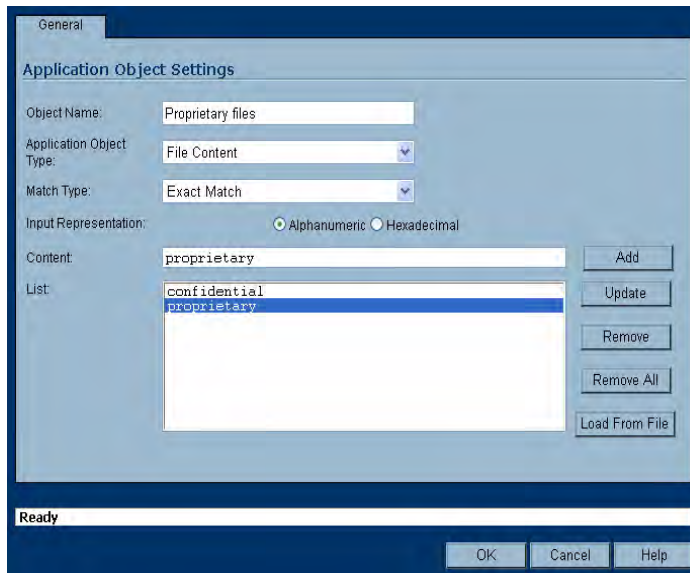 General
Application Object Settings
Object Name: Proprietary files
Application Object Type: File Content
Match Type: Exact Match
Input Representation: Alphanumeric Hexadecimal
Content: proprietary Add
List: confidential Update
proprietary
Remove
Remove All
Load From File
Ready
OK Cancel Help